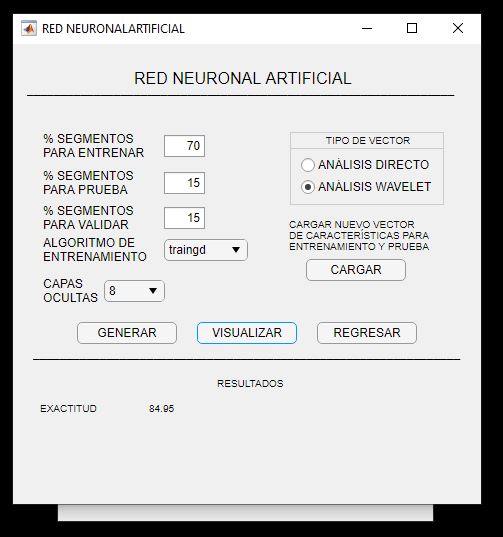 RED NEURONALARTIFICIAL
RED NEURONAL ARTIFICIAL
% SEGMENTOS
PARA ENTRENAR
70
% SEGMENTOS
PARA PRUEBA
15
% SEGMENTOS
PARA VALIDAR
15
ALGORITMO DE
ENTRENAMIENTO
traingd
CAPAS
OCULTAS
8
TIPO DE VECTOR
ANÀLISIS DIRECTO
ANÀLISIS WAVELET
CARGAR NUEVO VECTOR
DE CARACTERÍSTICAS PARA
ENTRENAMIENTO Y PRUEBA
CARGAR
GENERAR
VISUALIZAR
REGRESAR
RESULTADOS
EXACTITUD
84.95